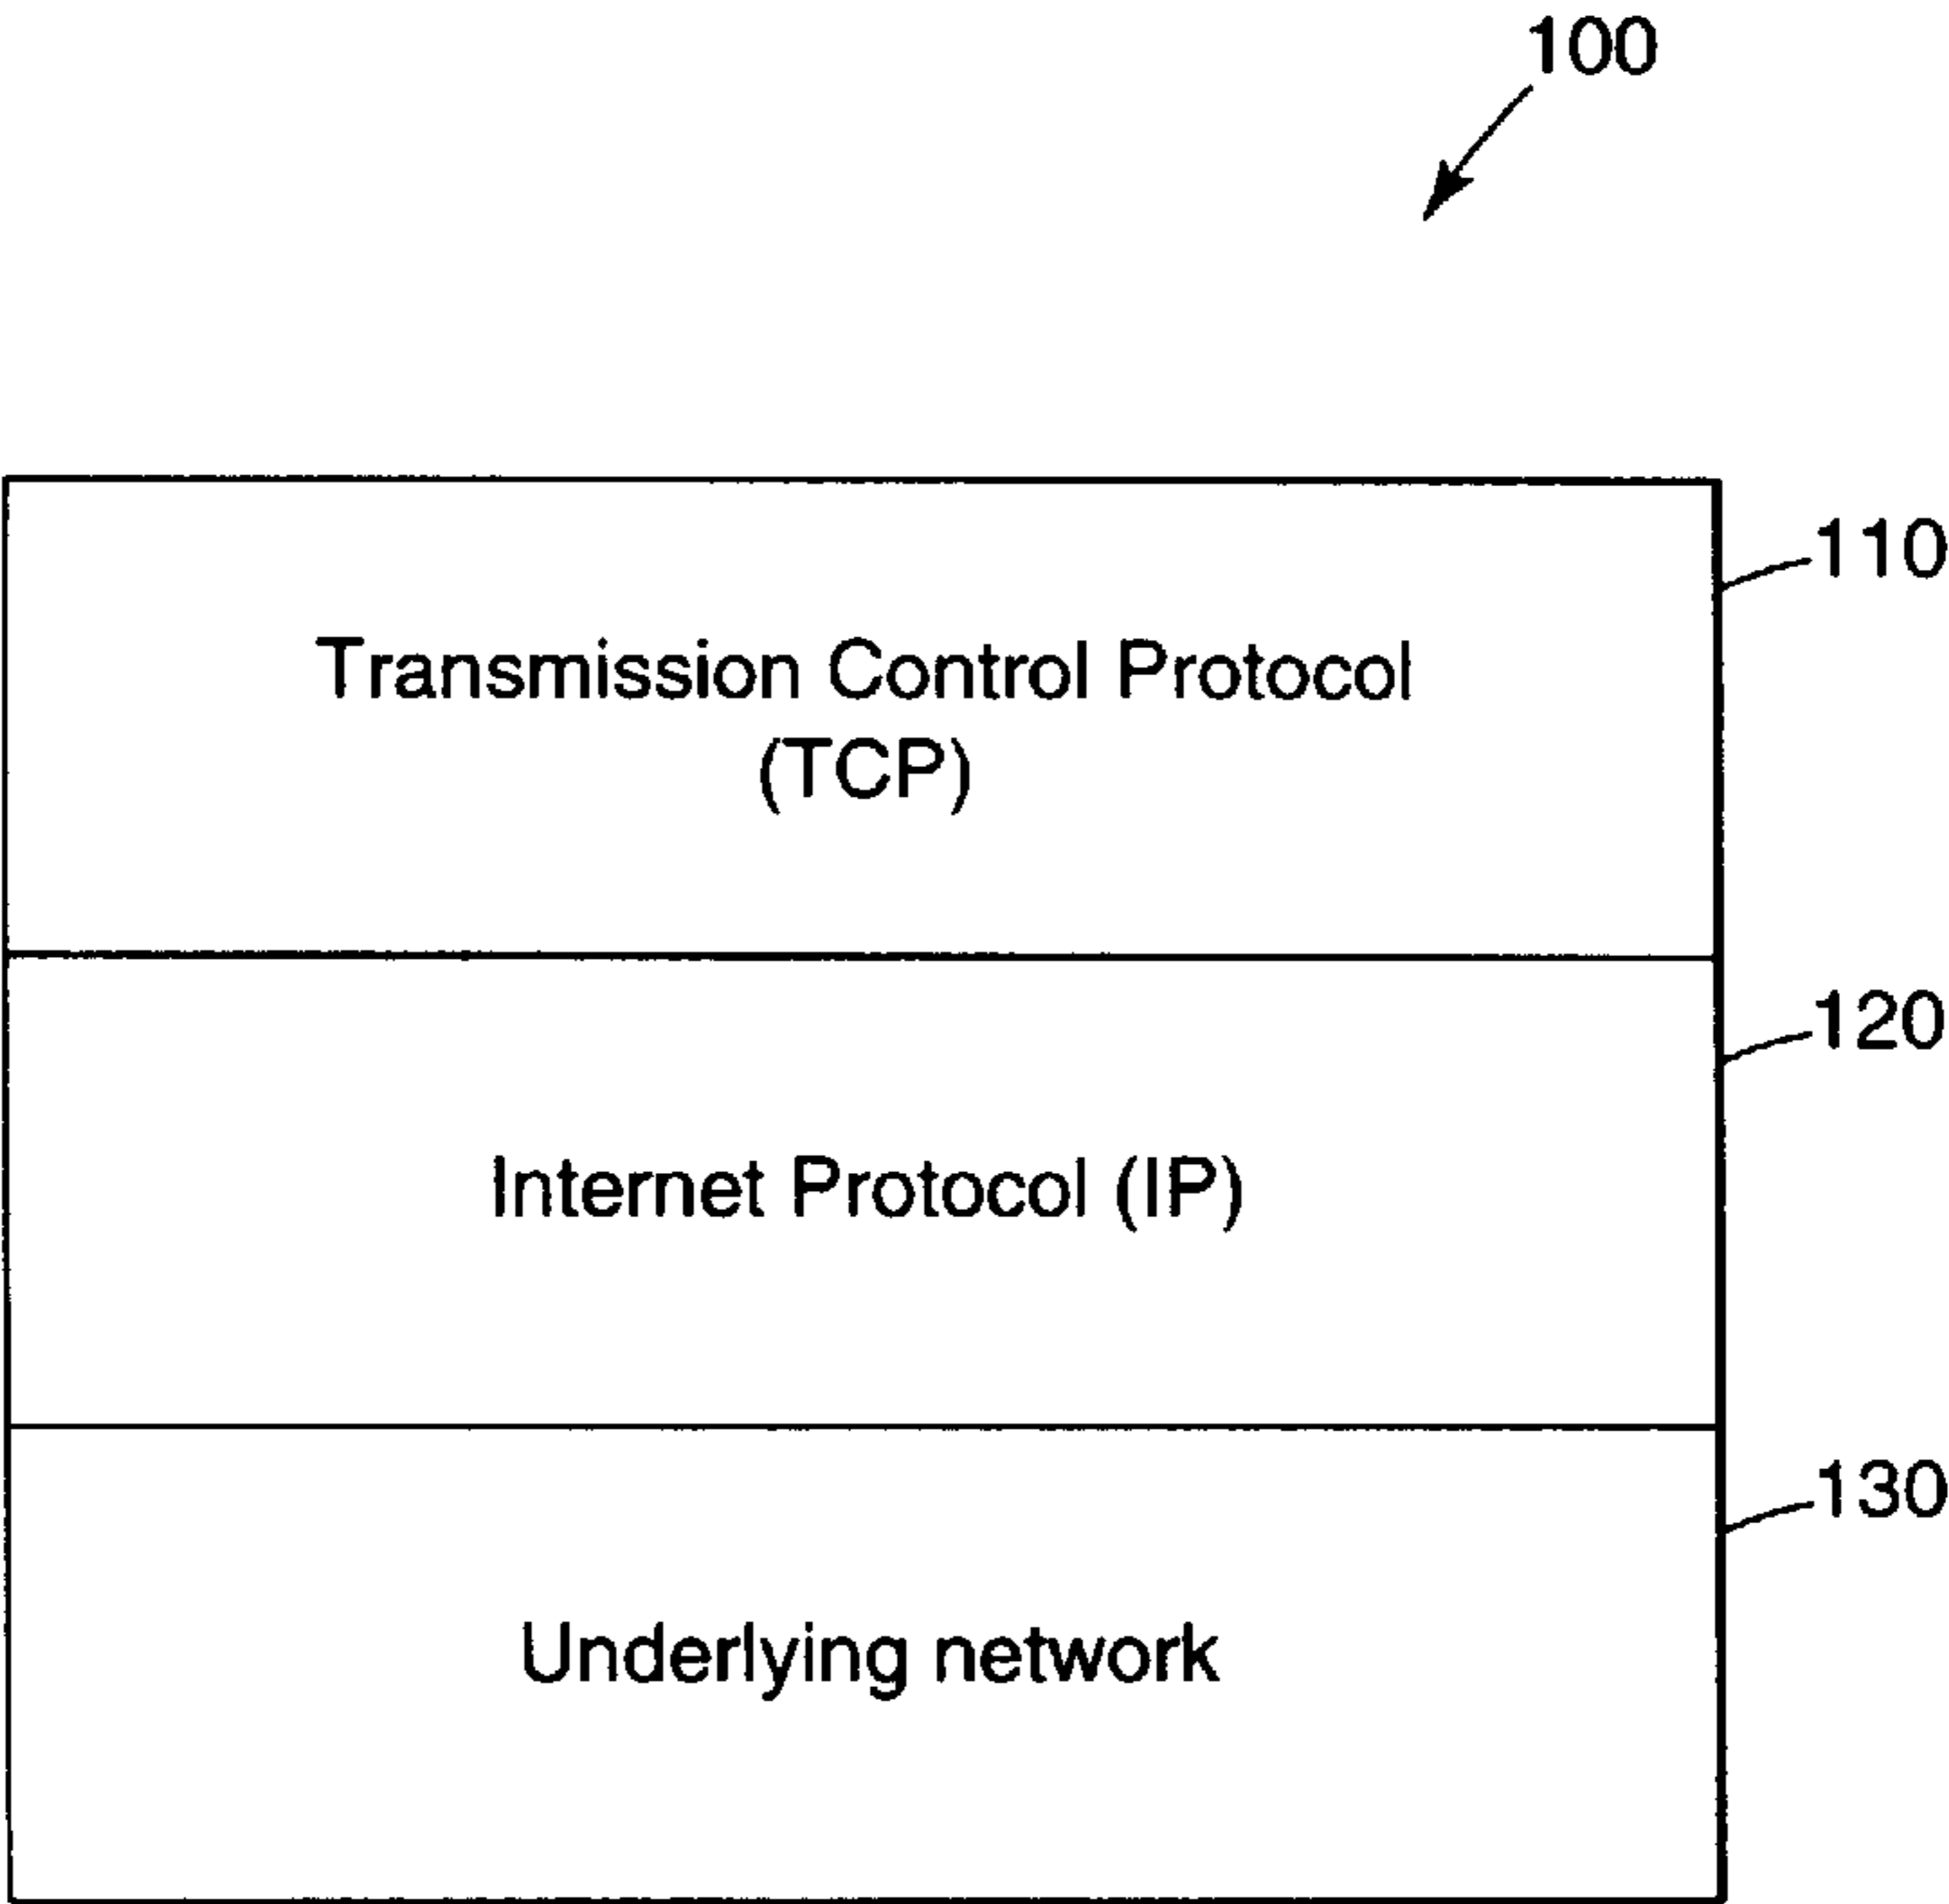 100
110
Transmission Control Protocol
(TCP)
120
Internet Protocol (IP)
130
Underlying network